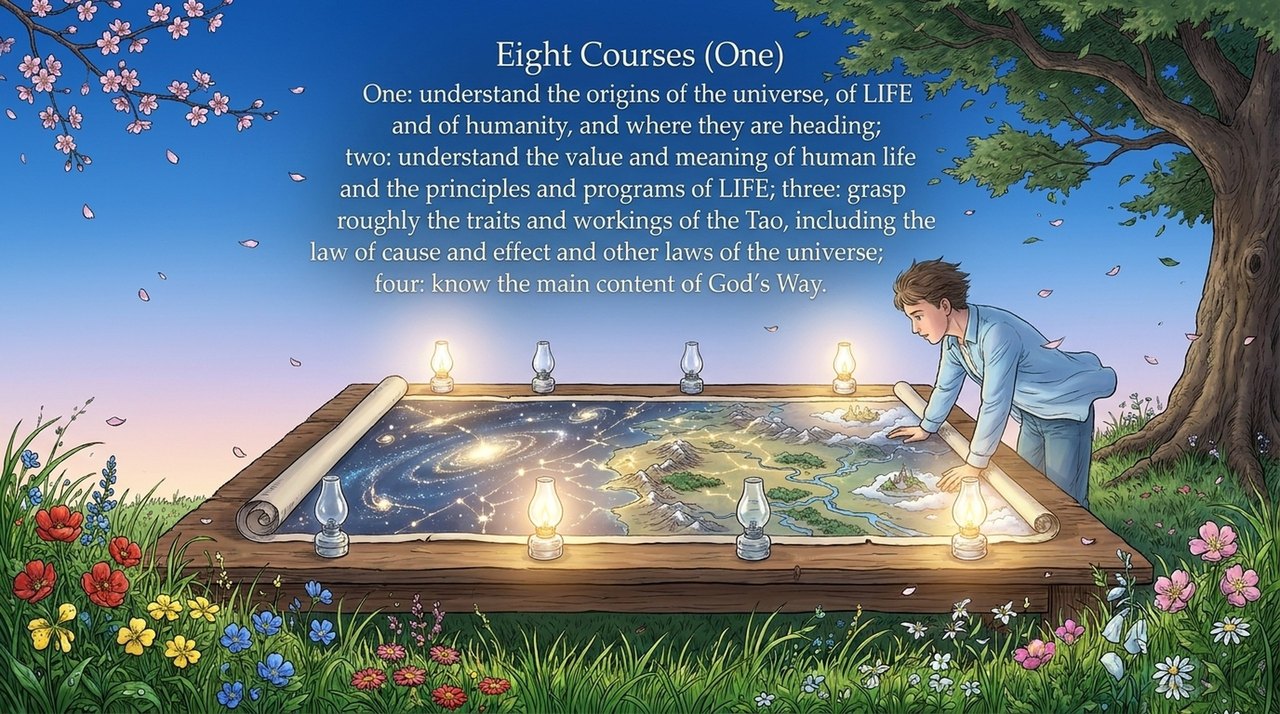 Eight Courses (One)
One: understand the origins of the universe, of LIFE
and of humanity, and where they are heading;
two: understand the value and meaning of human life
and the principles and programs of LIFE; three: grasp
roughly the traits and workings of the Tao, including the
law of cause and effect and other laws of the universe;
four: know the main content of God’s Way.